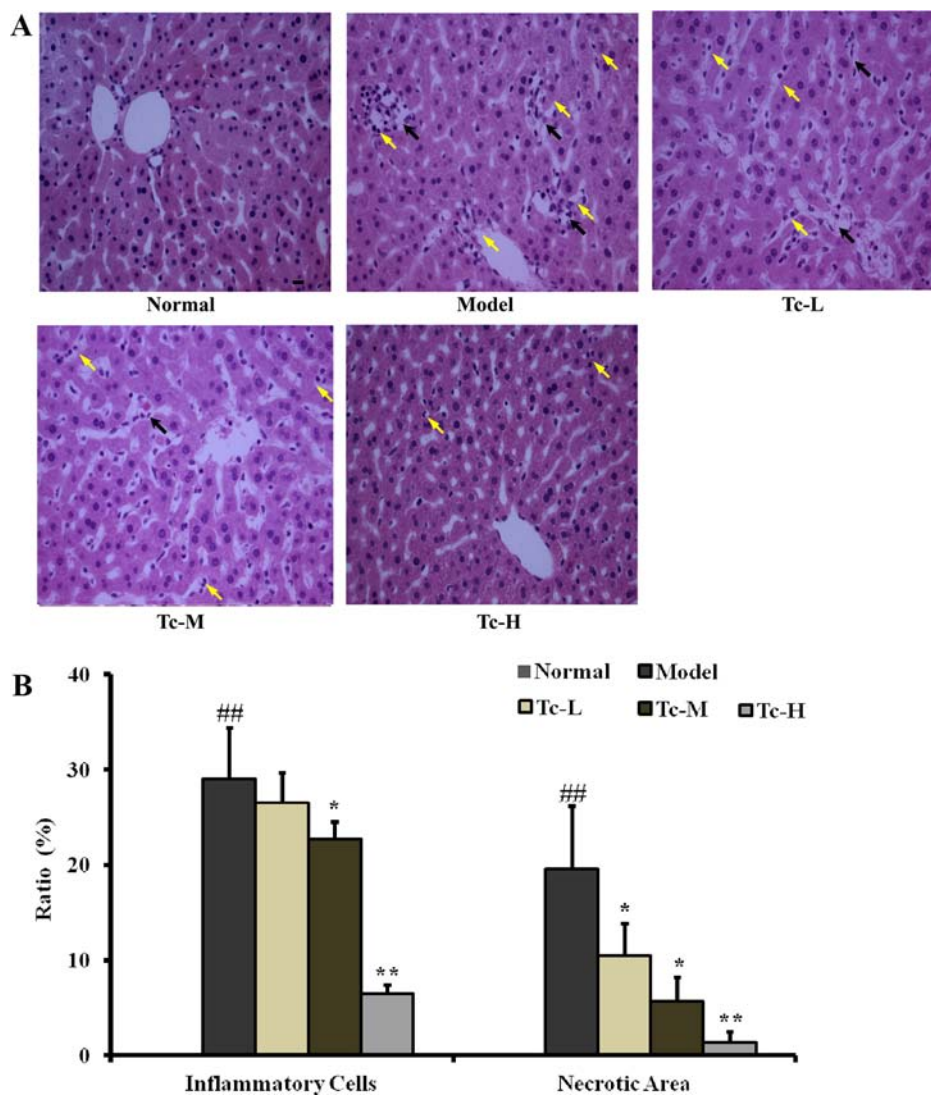 A
Normal
Model
Tc-L
Tc-M
Tc-H
B
Normal Model
Tc-L Tc-M Tc-H
40
30
20
10
0
Ratio (%)
##
*
**
##
*
*
**
Inflammatory Cells
Necrotic Area